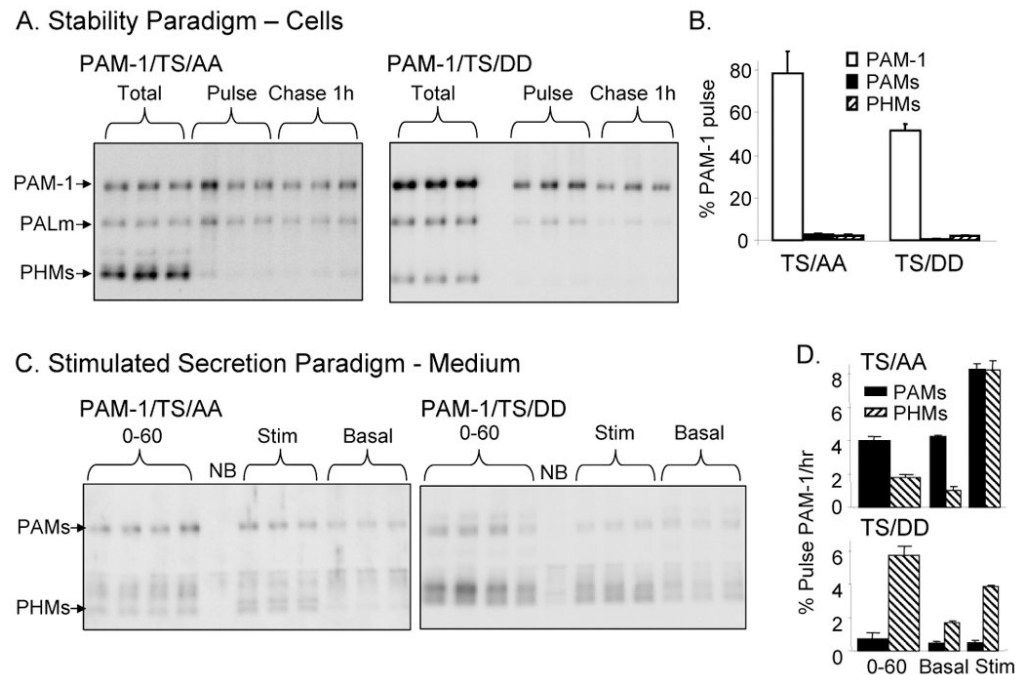 A. Stability Paradigm – Cells
PAM-1/TS/AA
Total Pulse Chase 1h
PAM-1
PALm
PHMs
PAM-1/TS/DD
Total Pulse Chase 1h
B.
% PAM-1 pulse
80
60
40
20
0
PAM-1
PAMs
PHMs
TS/AA TS/DD
C. Stimulated Secretion Paradigm - Medium
PAM-1/TS/AA
0-60 NB Stim Basal
PAMs
PHMs
PAM-1/TS/DD
0-60 NB Stim Basal
D.
% Pulse PAM-1/hr
TS/AA
PAMs
PHMs
8
6
4
2
0
TS/DD
6
4
2
0
0-60 Basal Stim